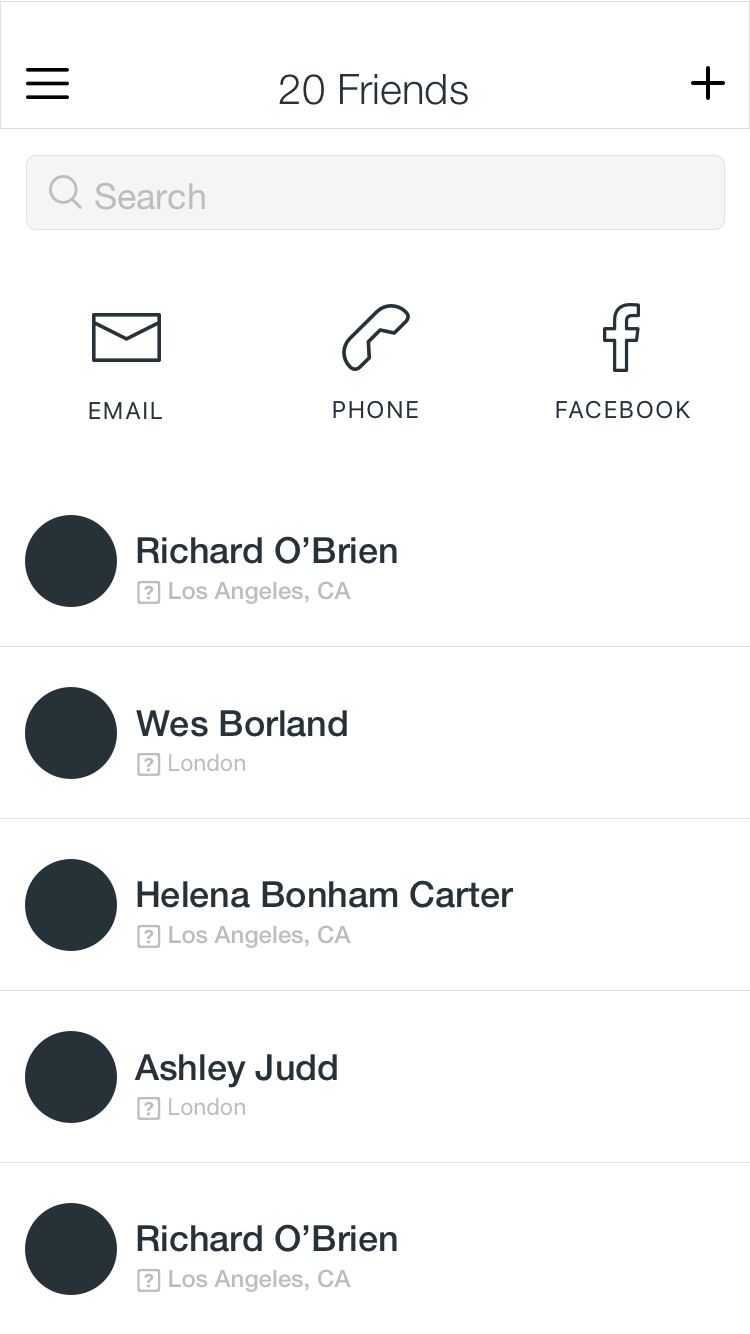 20 Friends
Search
EMAIL PHONE FACEBOOK
Richard O’Brien
Los Angeles, CA
Wes Borland
London
Helena Bonham Carter
Los Angeles, CA
Ashley Judd
London
Richard O’Brien
Los Angeles, CA